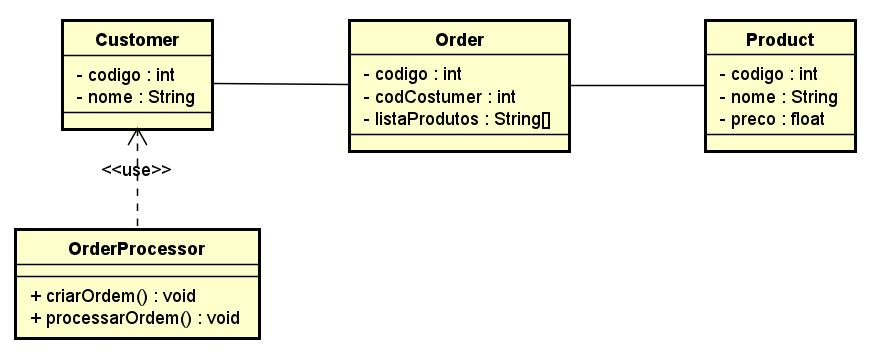 Customer
- codigo : int
- nome : String
Order
- codigo : int
- codCostumer : int
- listaProdutos : String[]
Product
- codigo : int
- nome : String
- preco : float
<<use>>
OrderProcessor
+ criarOrdem() : void
+ processarOrdem() : void